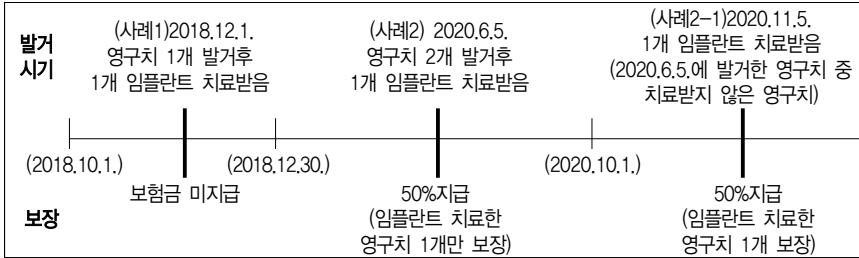 발거
시기
(사례1)2018.12.1.
영구치 1개 발거후
1개 임플란트 치료받음
(사례2) 2020.6.5.
영구치 2개 발거후
1개 임플란트 치료받음
(사례2-1)2020.11.5.
1개 임플란트 치료받음
(2020.6.5.에 발거한 영구치 중
치료받지 않은 영구치)
(2018.10.1.)
(2018.12.30.)
(2020.10.1.)
보장
보험금 미지급
50%지급
(임플란트 치료한
영구치 1개만 보장)
50%지급
(임플란트 치료한
영구치 1개 보장)